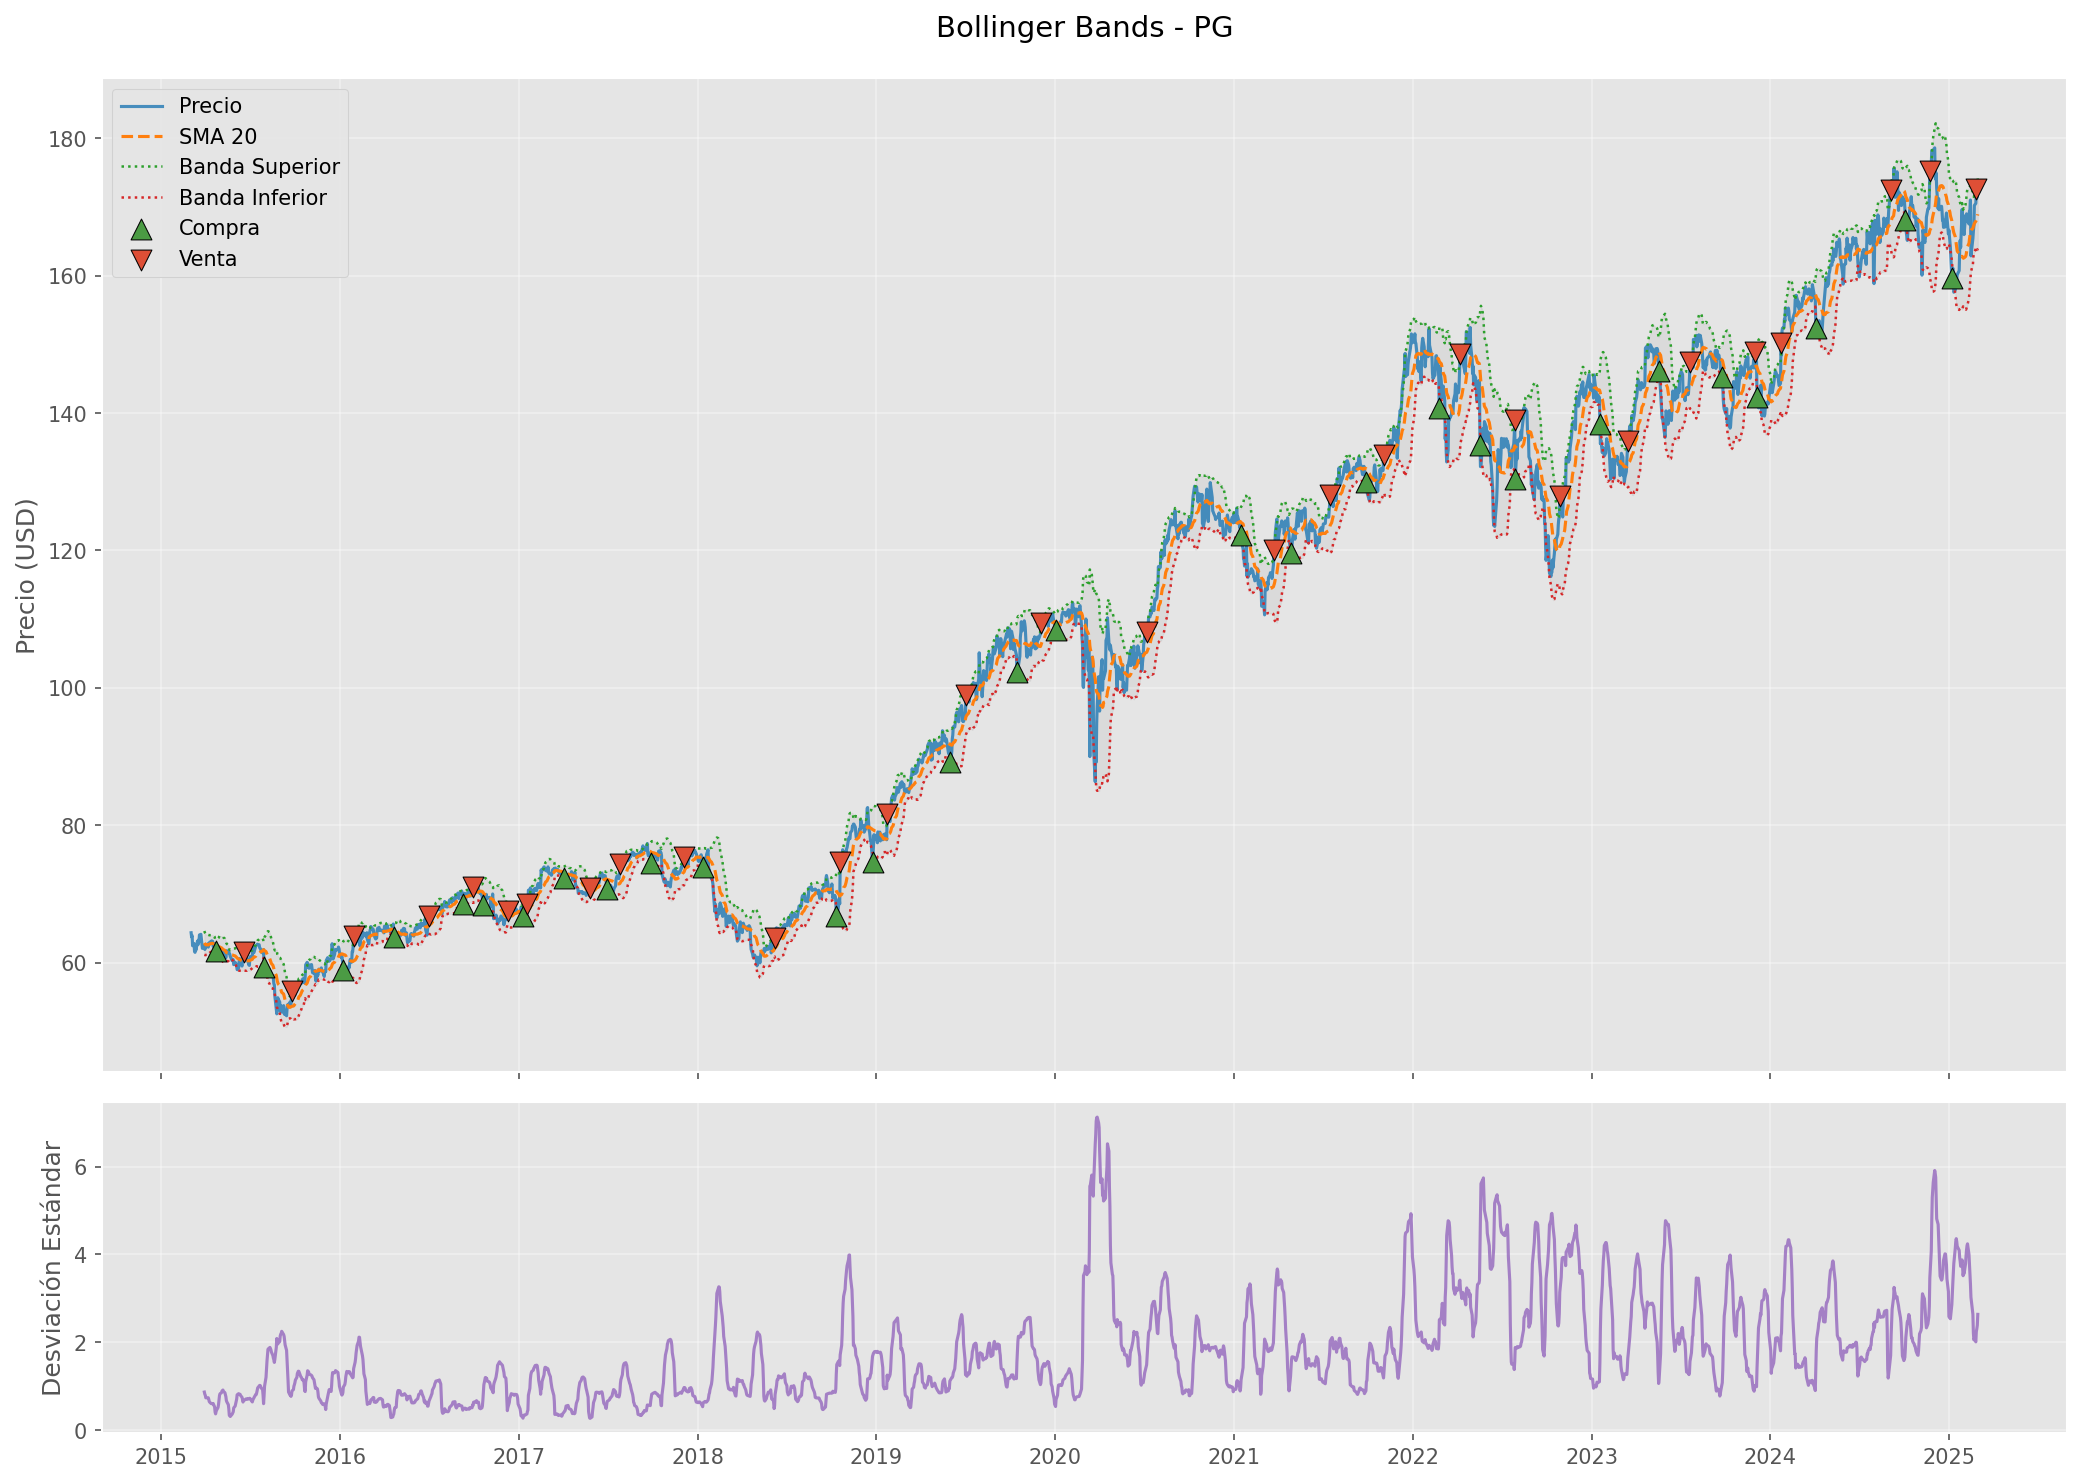 Bollinger Bands - PG
Precio
SMA 20
Banda Superior
Banda Inferior
Compra
Venta
Precio (USD)
180
160
140
120
100
80
60
Desviación Estándar
6
4
2
0
2015 2016 2017 2018 2019 2020 2021 2022 2023 2024 2025